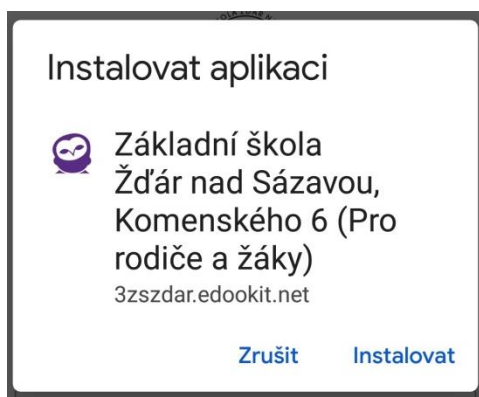 Instalovat aplikaci
Základní škola
Žďár nad Sázavou,
Komenského 6 (Pro
rodiče a žáky)
3zszdar.edookit.net
Zrušit
Instalovat